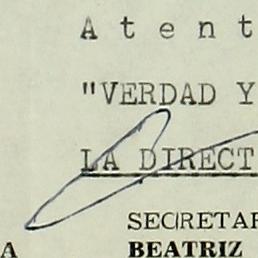 A t e n t
"VERDAD Y
LA DIRECT
SECRETAR
A BEATRIZ